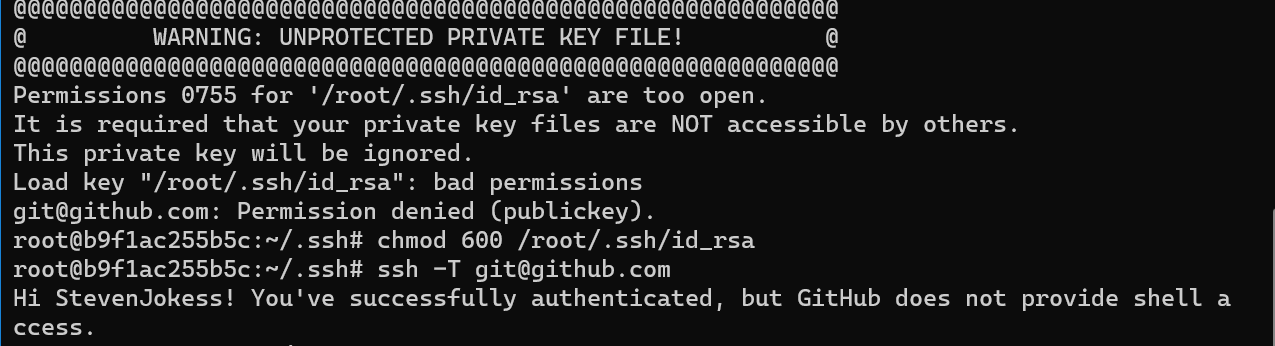 @@@@@@@@@@@@@@@@@@@@@@@@@@@@@@@@@@@@@@@@@@@@@@@@@@@@@@@@@@@
@         WARNING: UNPROTECTED PRIVATE KEY FILE!          @
@@@@@@@@@@@@@@@@@@@@@@@@@@@@@@@@@@@@@@@@@@@@@@@@@@@@@@@@@@@
Permissions 0755 for '/root/.ssh/id_rsa' are too open.
It is required that your private key files are NOT accessible by others.
This private key will be ignored.
Load key "/root/.ssh/id_rsa": bad permissions
git@github.com: Permission denied (publickey).
root@b9f1ac255b5c:~/.ssh# chmod 600 /root/.ssh/id_rsa
root@b9f1ac255b5c:~/.ssh# ssh -T git@github.com
Hi StevenJokess! You've successfully authenticated, but GitHub does not provide shell a
ccess.